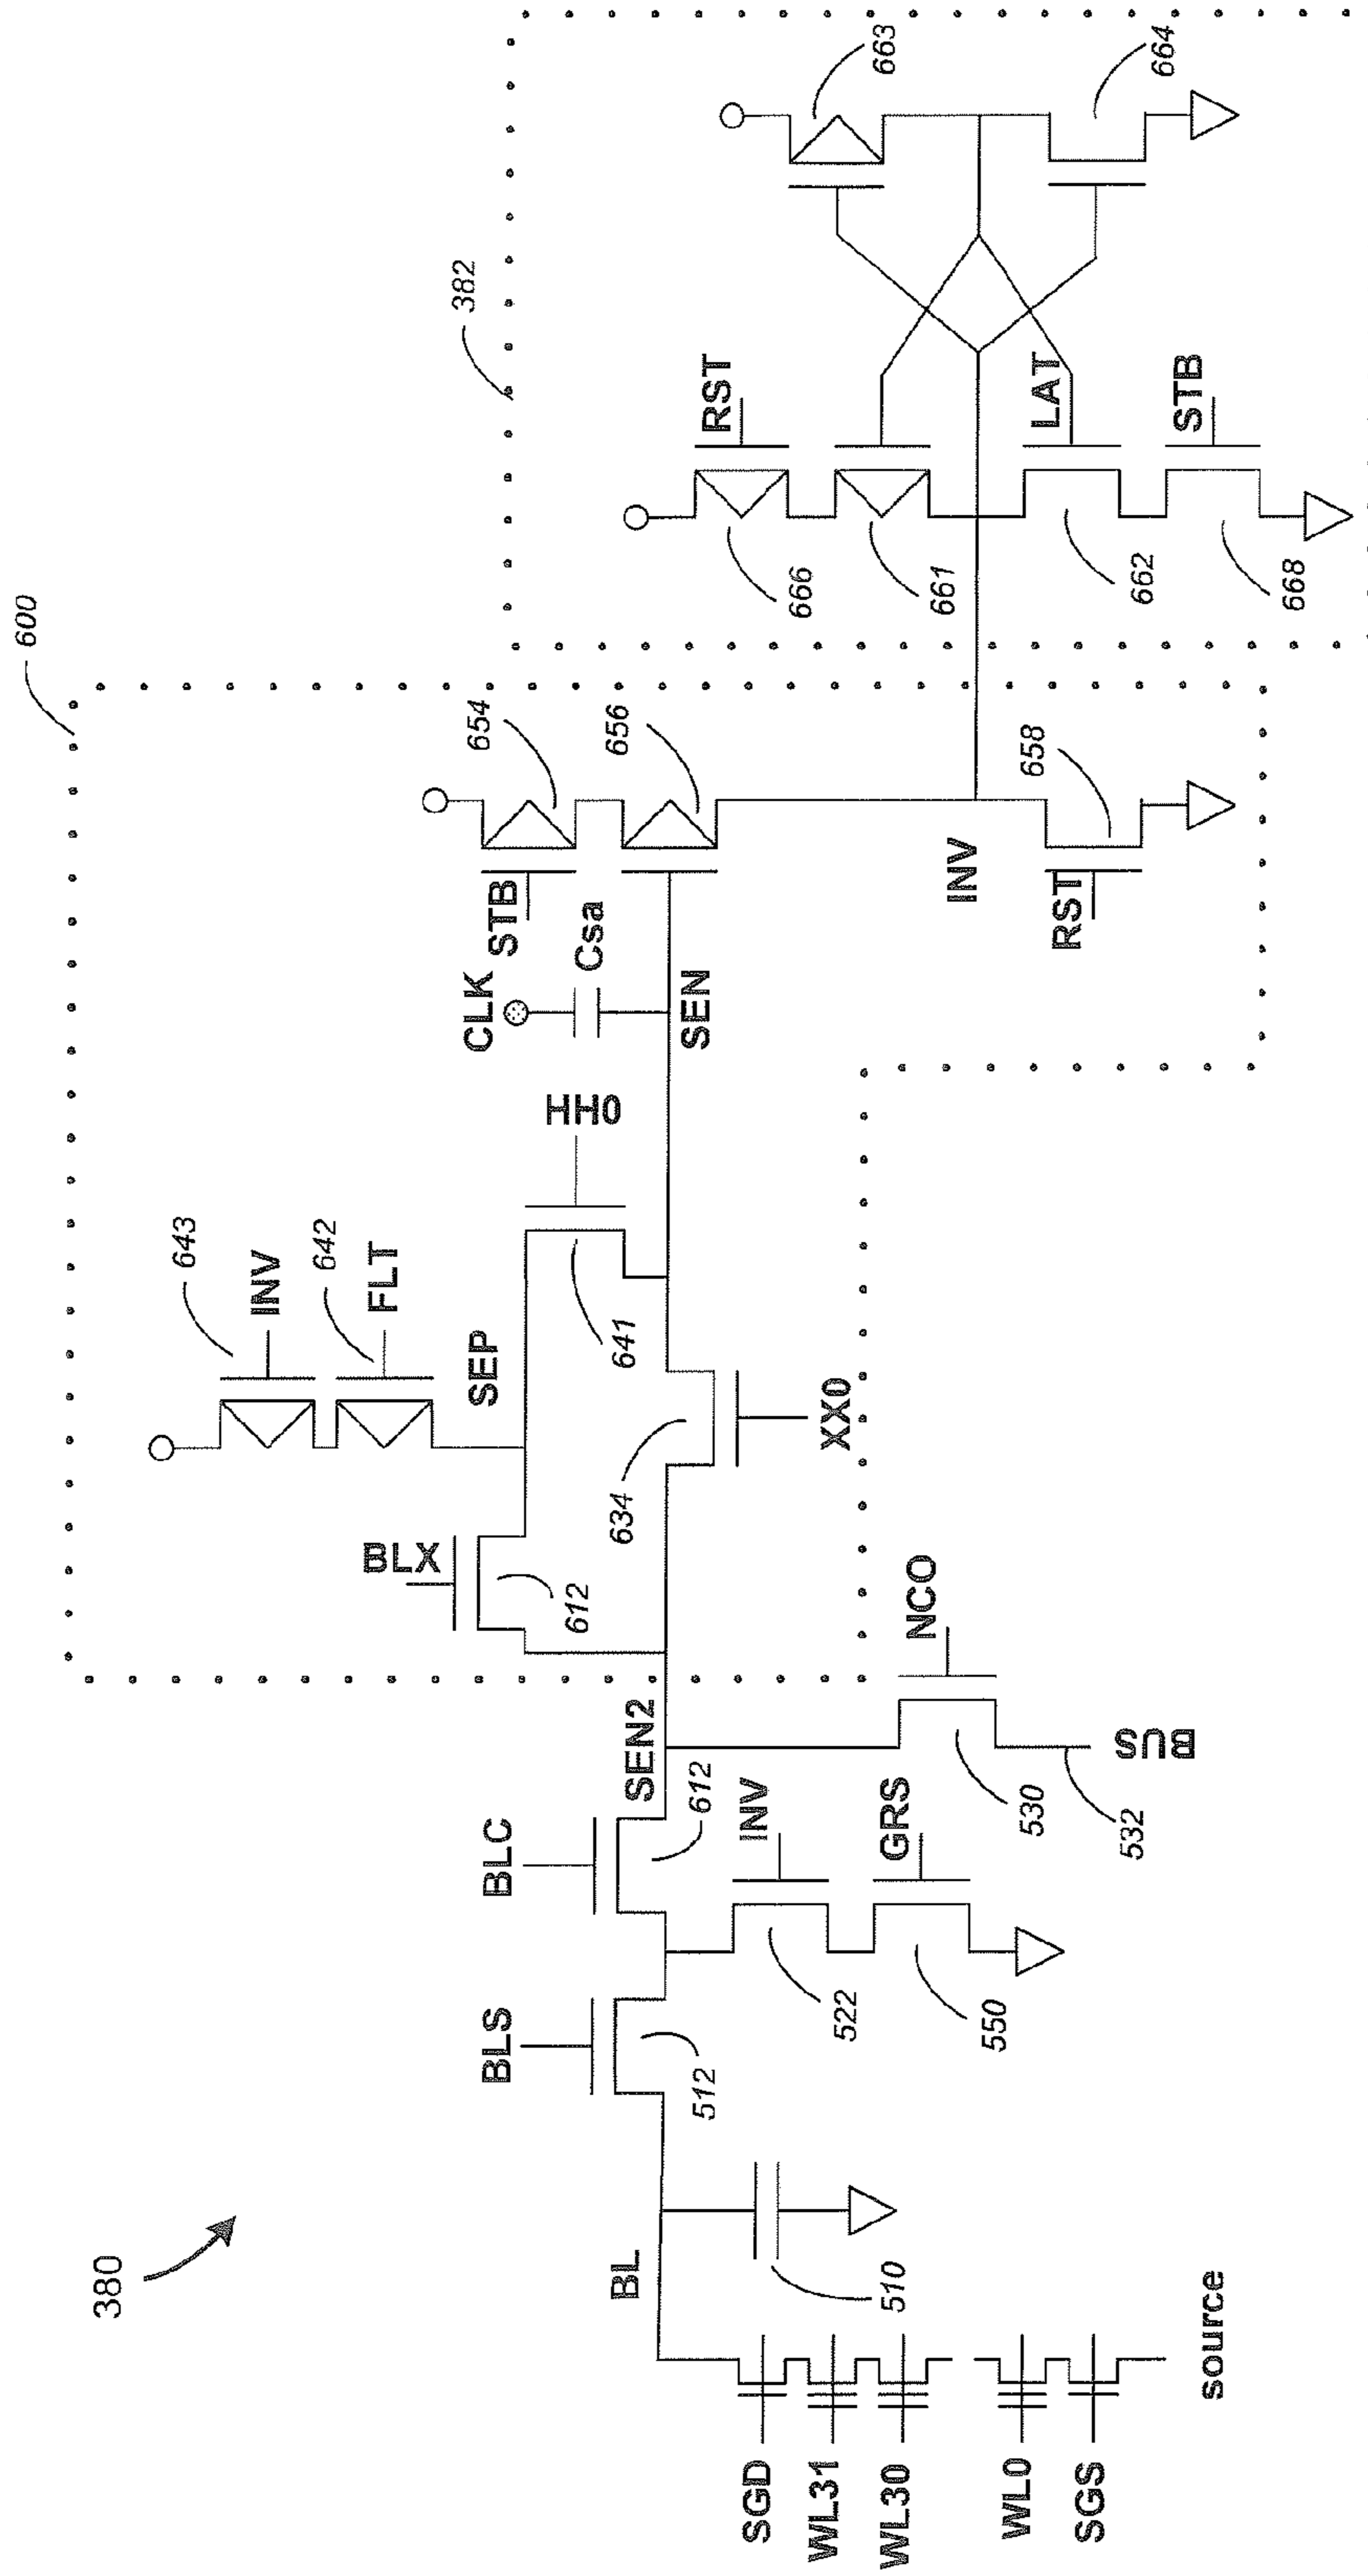 380
600
382
643
INV
642
FLT
SEP
BLX
612
HH0
641
634
XX0
CLK
STB
Csa
654
656
SEN
INV
RST
658
RST
666
661
LAT
662
STB
668
663
664
BLS
512
BLC
612
SEN2
INV
522
GRS
550
NCO
530
532
BUS
BL
510
SGD
WL31
WL30
WL0
SGS
source